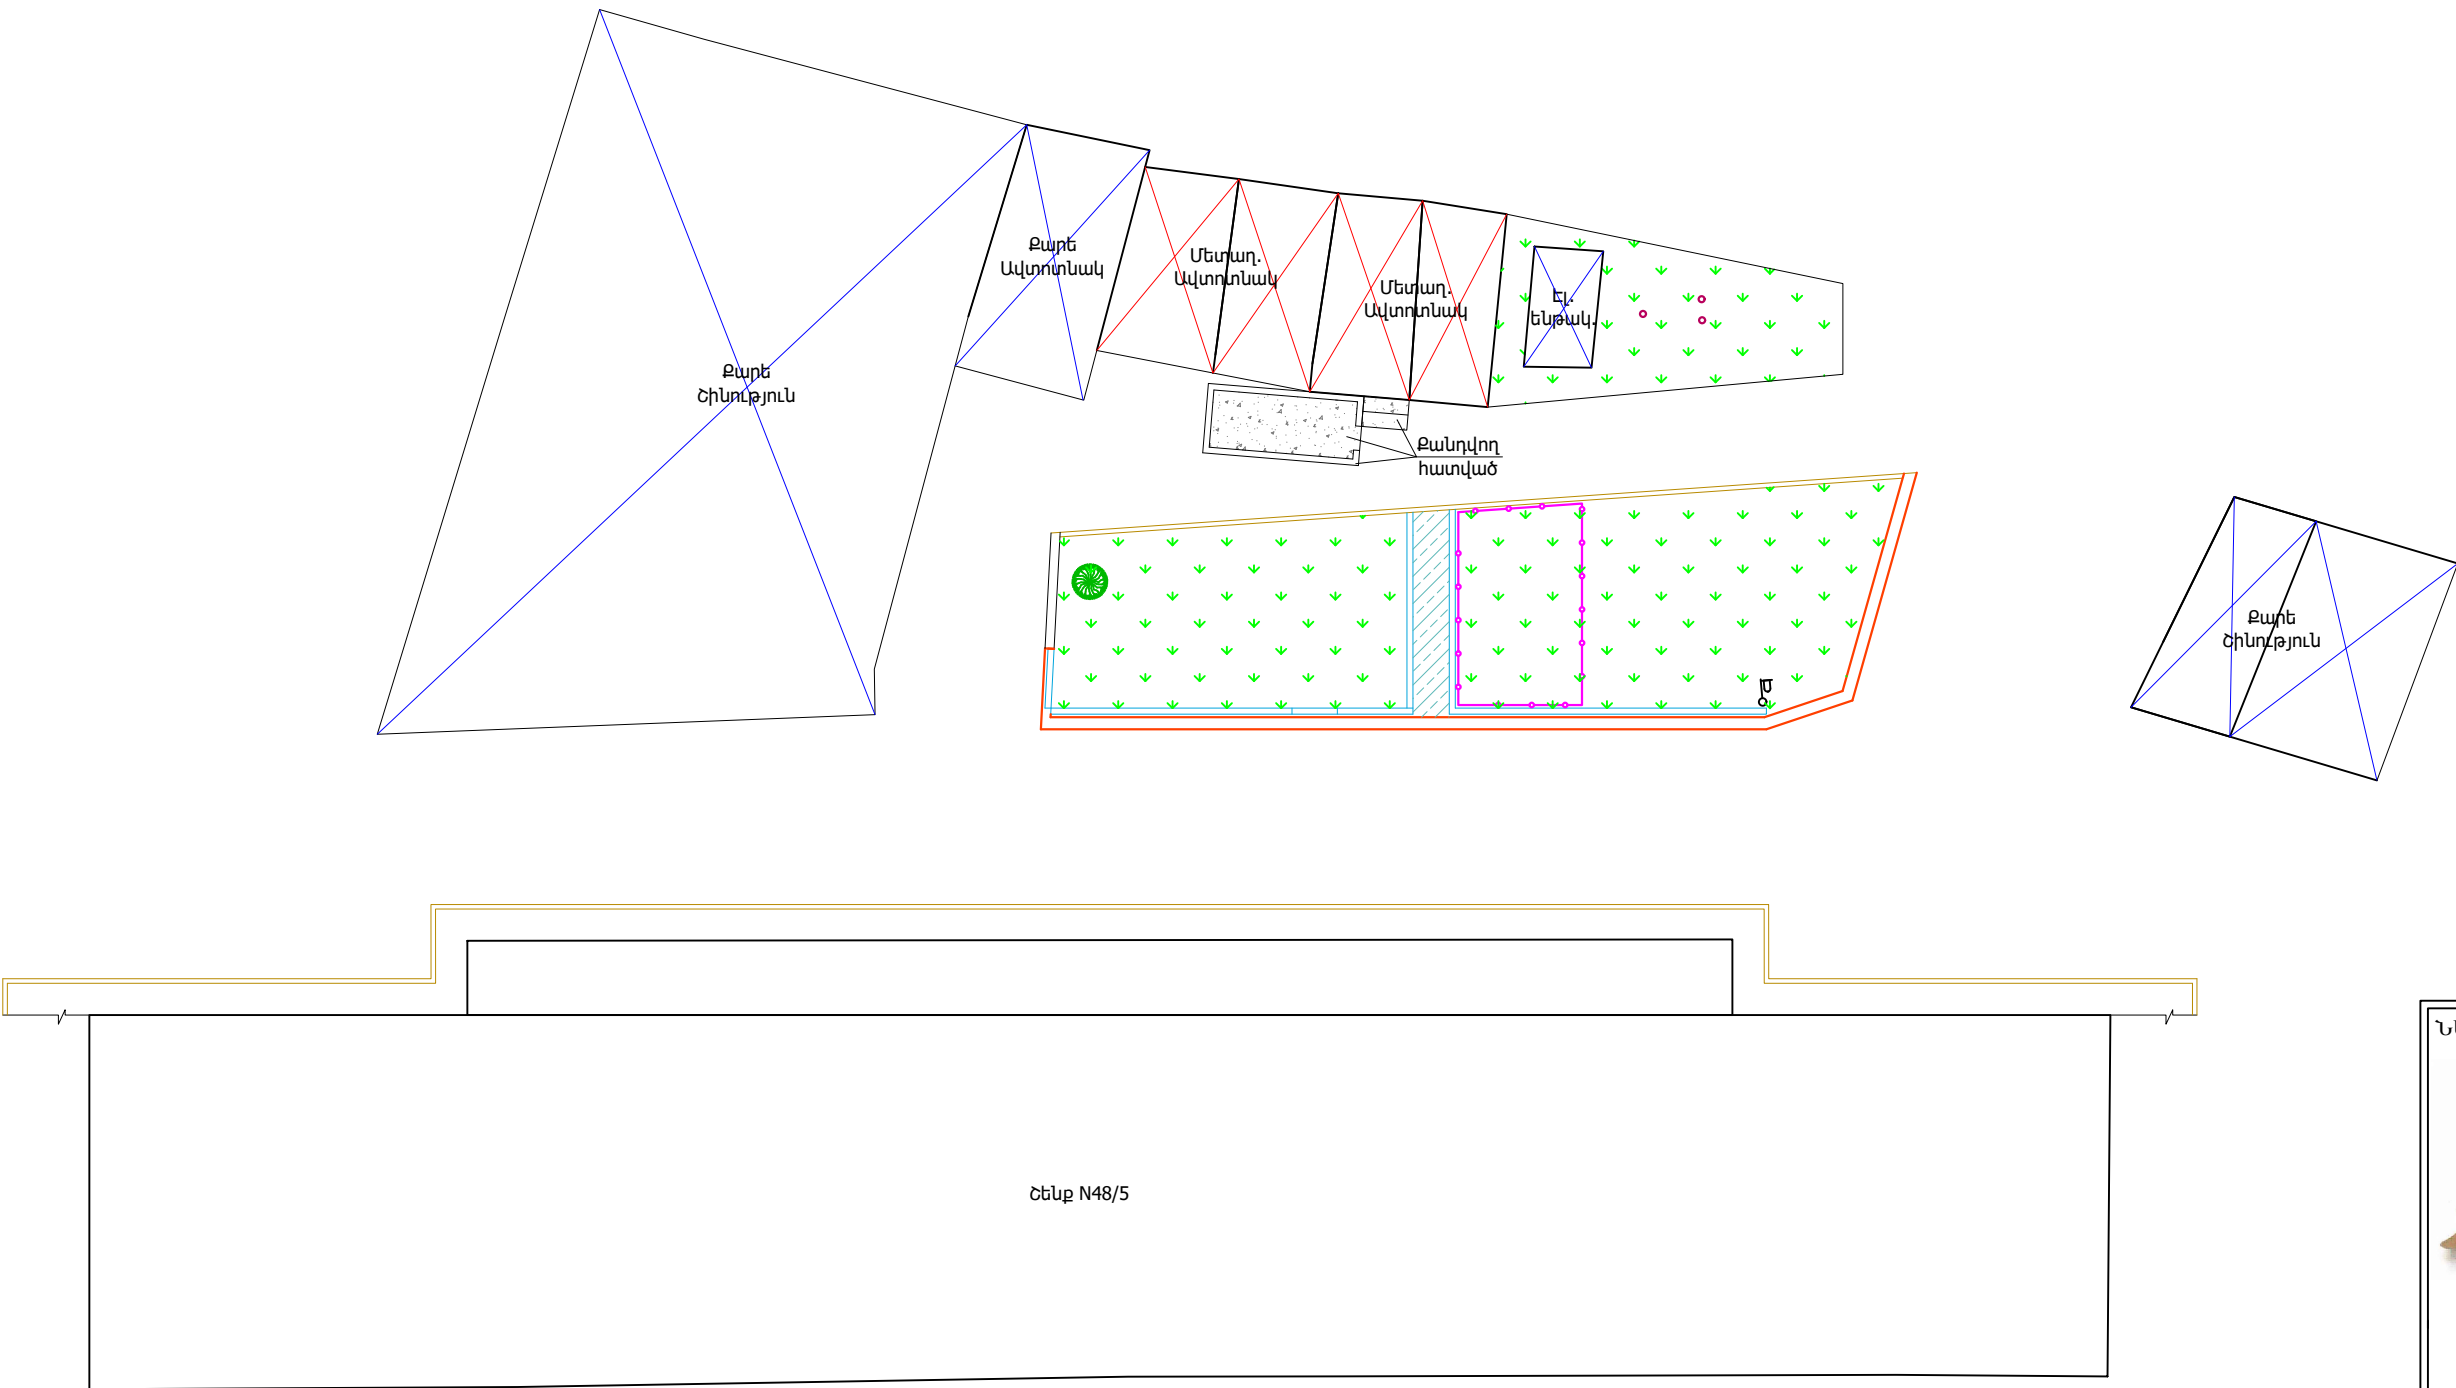 Քարե
Ավտոտնակ
Մետաղ.
Ավտոտնակ
Մետաղ.
Ավտոտնակ
Էլ.
ենթակ.
Քարե
Շինություն
Քանդվող
հատված
Քարե
Շինություն
Շենք N48/5